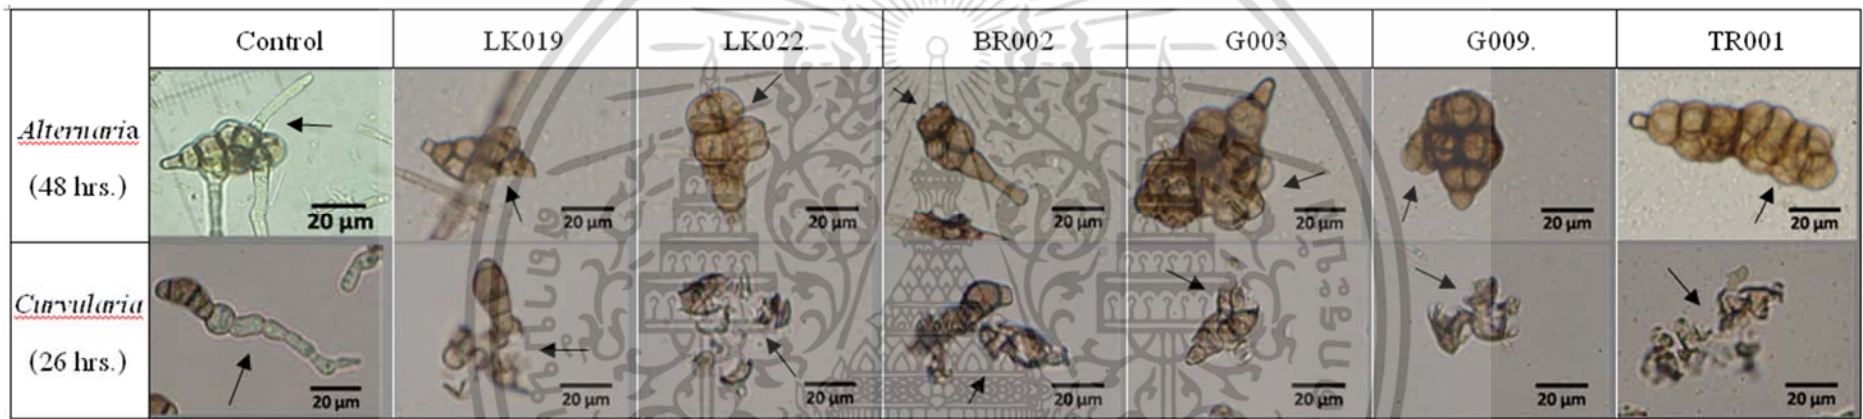 Control LK019 LK022. BR002 G003 G009. TR001
Alternaria
(48 hrs.)
20 µm 20 µm 20 µm 20 µm 20 µm 20 µm 20 µm
Curvularia
(26 hrs.)
20 µm 20 µm 20 µm 20 µm 20 µm 20 µm 20 µm